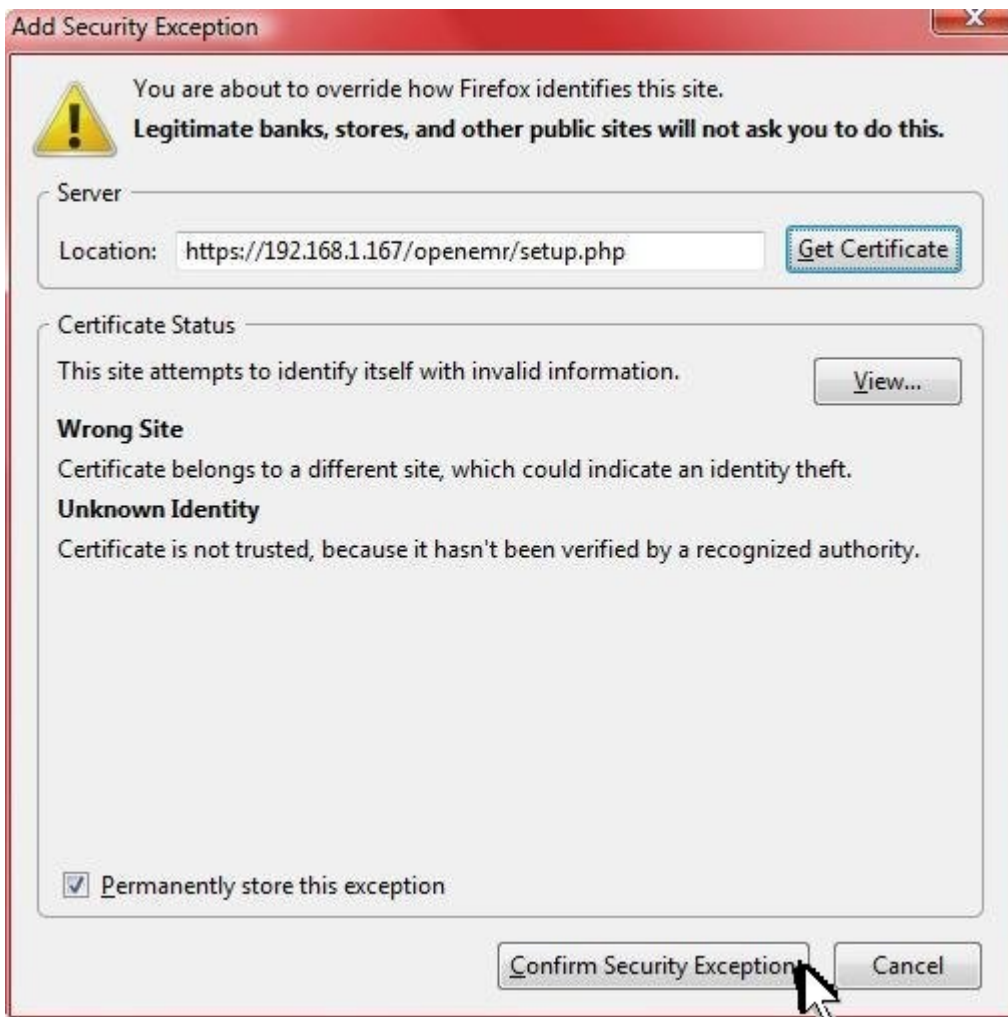 Add Security Exception
You are about to override how Firefox identifies this site.
Legitimate banks, stores, and other public sites will not ask you to do this.
Server
Location: https://192.168.1.167/openemr/setup.php Get Certificate
Certificate Status
This site attempts to identify itself with invalid information. View...
Wrong Site
Certificate belongs to a different site, which could indicate an identity theft.
Unknown Identity
Certificate is not trusted, because it hasn't been verified by a recognized authority.
Permanently store this exception
Confirm Security Exception Cancel